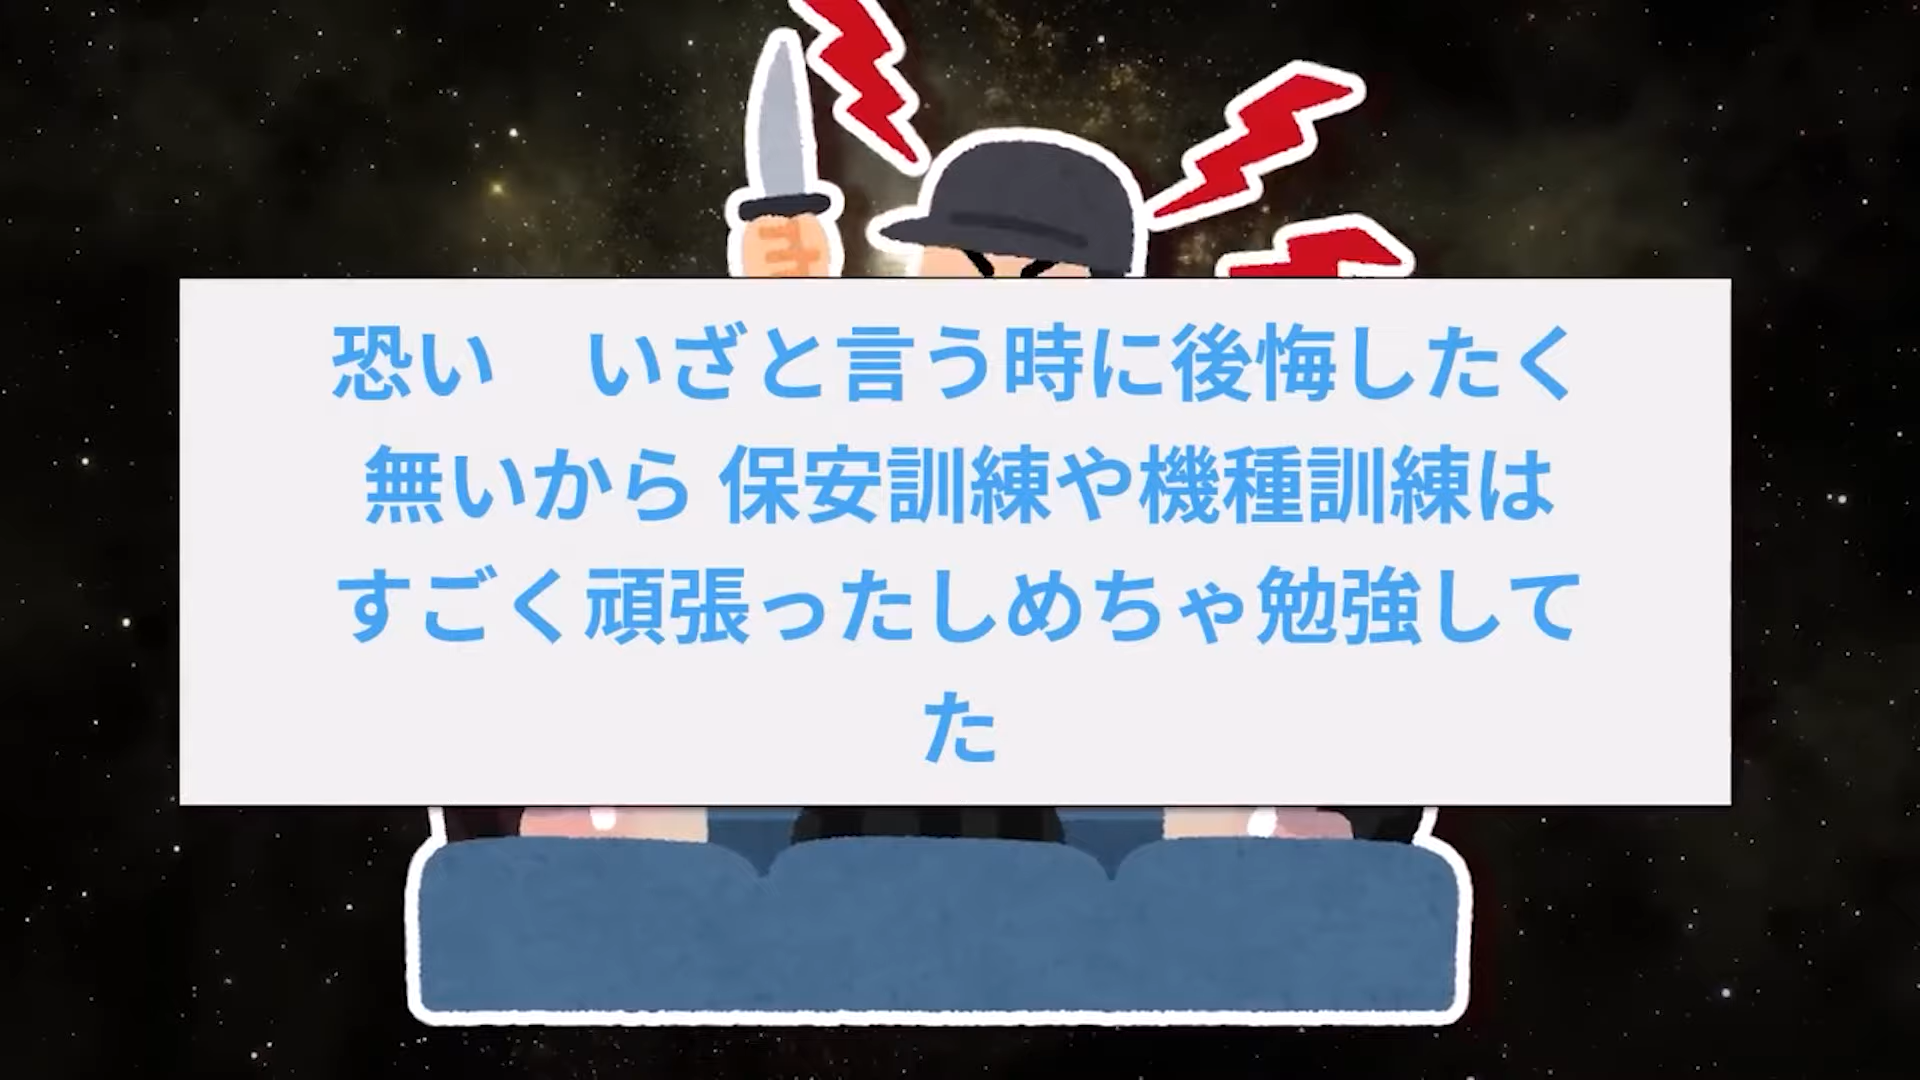 恐い　いざと言う時に後悔したく
無いから 保安訓練や機種訓練は
すごく頑張ったしめちゃ勉強して
た